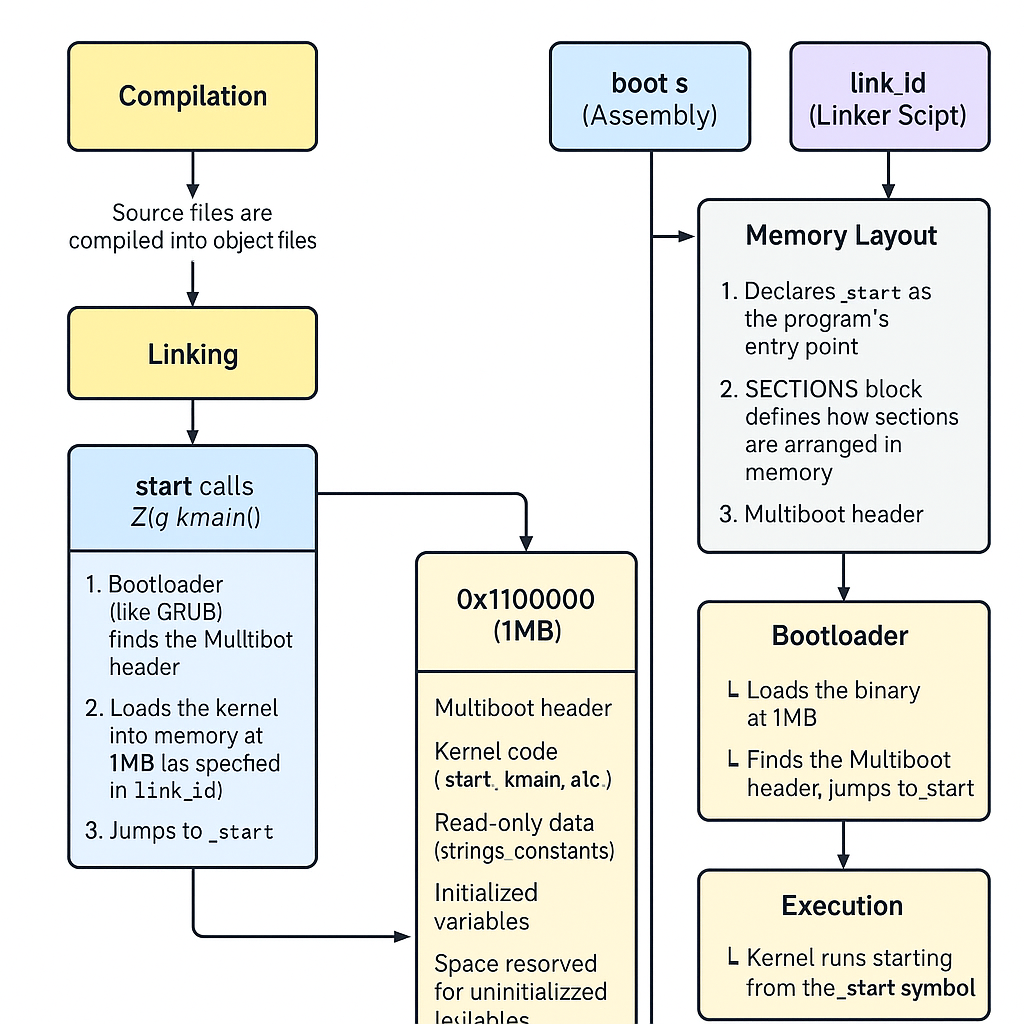 Compilation
Source files are
compiled into object files
Linking
start calls
Z(g kmain()
1. Bootloader
(like GRUB)
finds the Mulltibot
header
2. Loads the kernel
into memory at
1MB las specfied
in link_id)
3. Jumps to _start
0x1100000
(1MB)
Multiboot header
Kernel code
( start., kmain, alc.)
Read-only data
(strings_constants)
Initialized
variables
Space resorved
for uninitializzed
boot s
(Assembly)
link_id
(Linker Scipt)
Memory Layout
1. Declares _start as
the program's
entry point
2. SECTIONS block
defines how sections
are arranged in
memory
3. Multiboot header
Bootloader
L Loads the binary
at 1MB
L Finds the Multiboot
header, jumps to_start
Execution
L Kernel runs starting
from the_start symbol